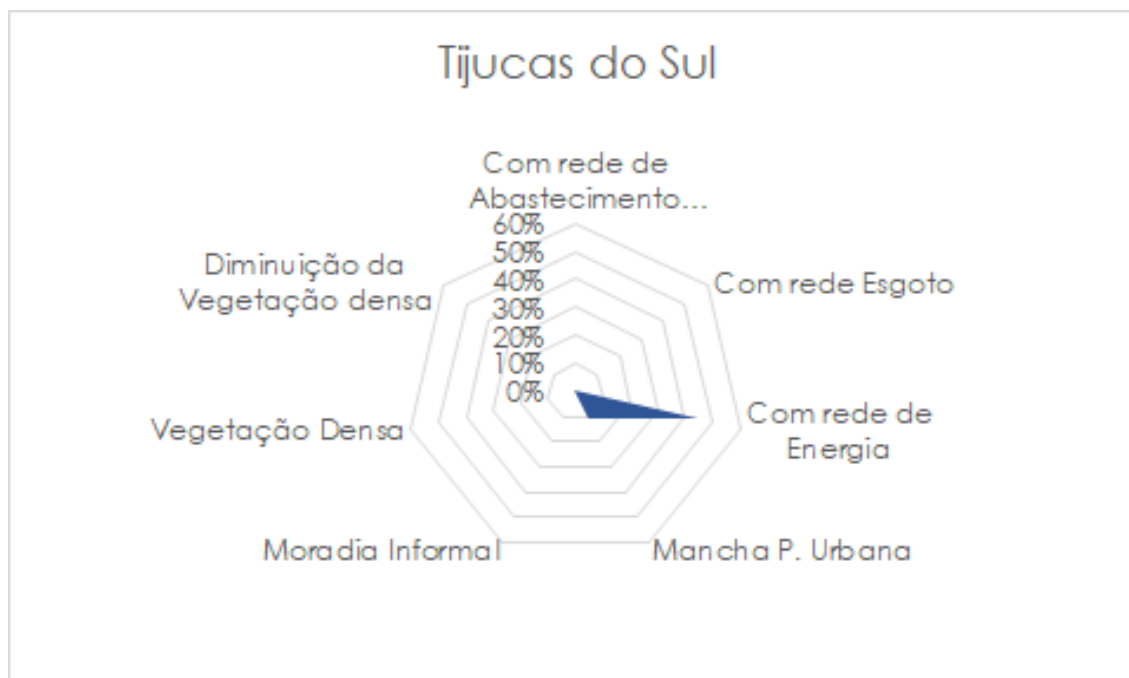 Tijucas do Sul
Com rede de
Abastecimento...
60%
50%
40%
30%
20%
10%
0%
Com rede Esgoto
Com rede de
Energia
Mancha P. Urbana
Moradia Informal
Vegetação Densa
Diminuição da
Vegetação densa